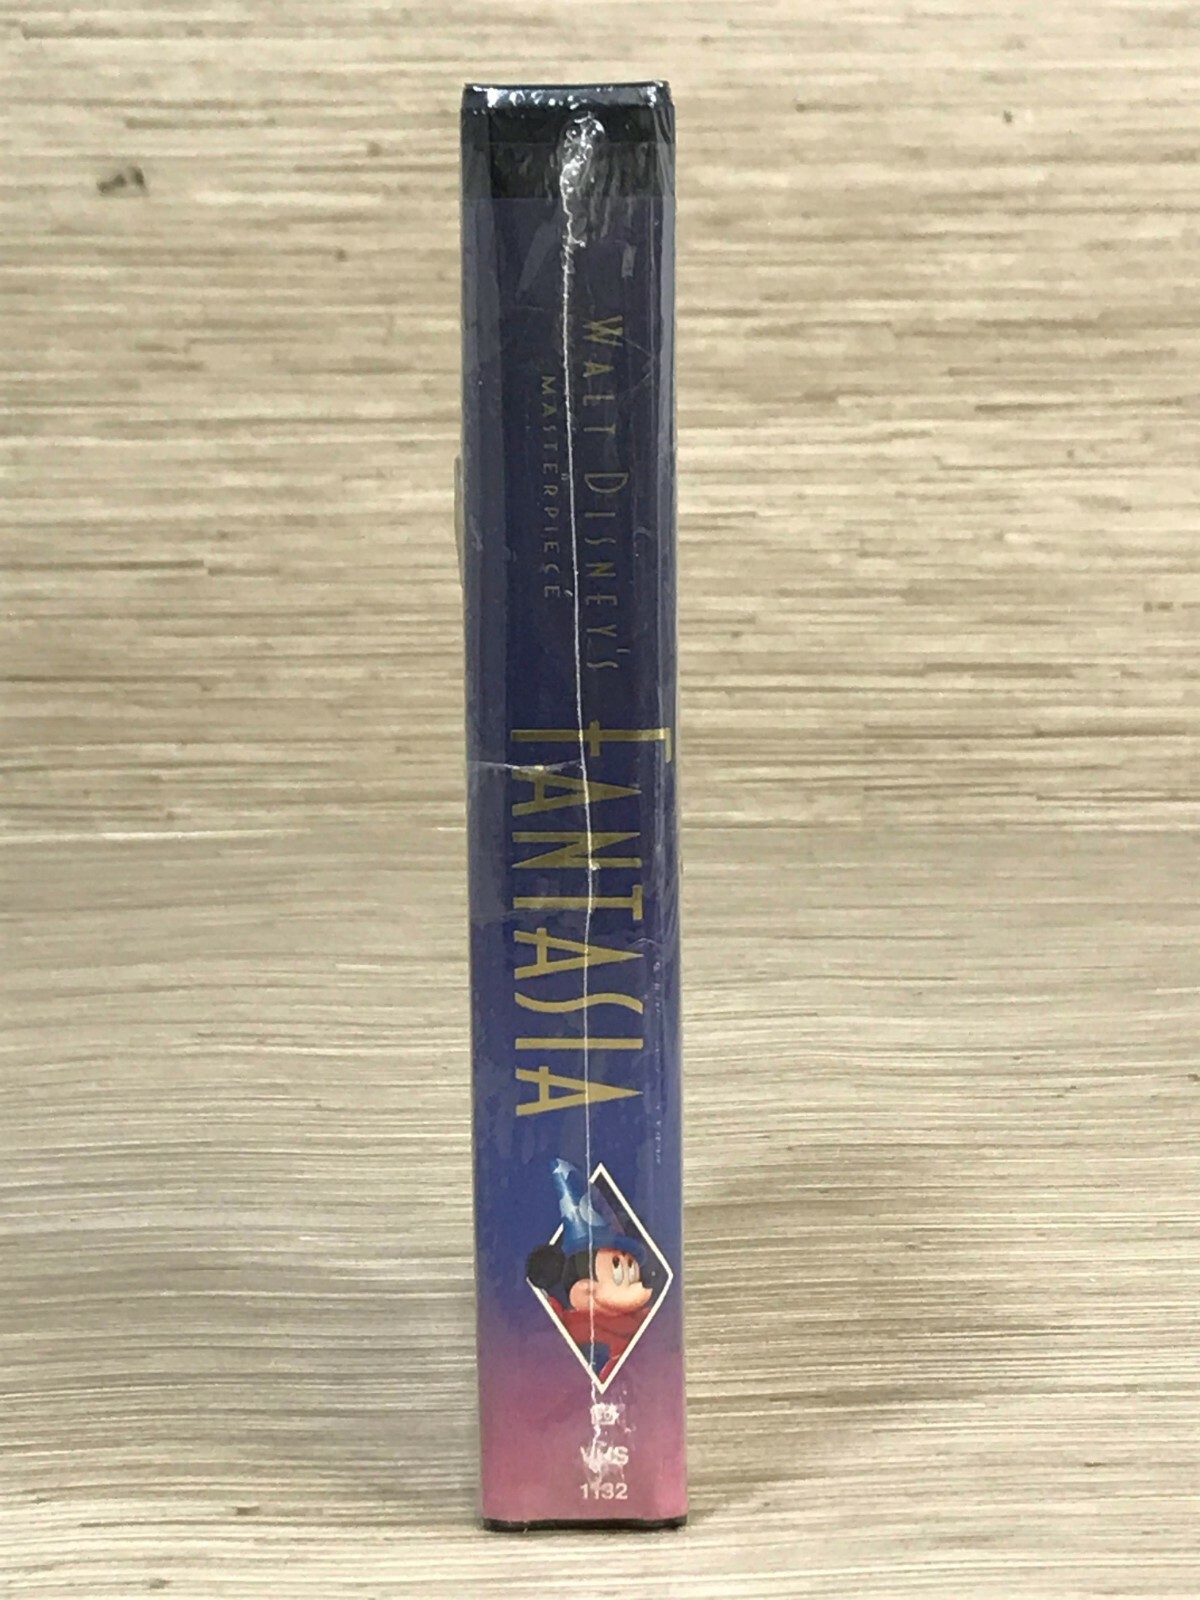 WALT DISNEY'S
MASTERPIECE
FANTASIA
VHS
1132